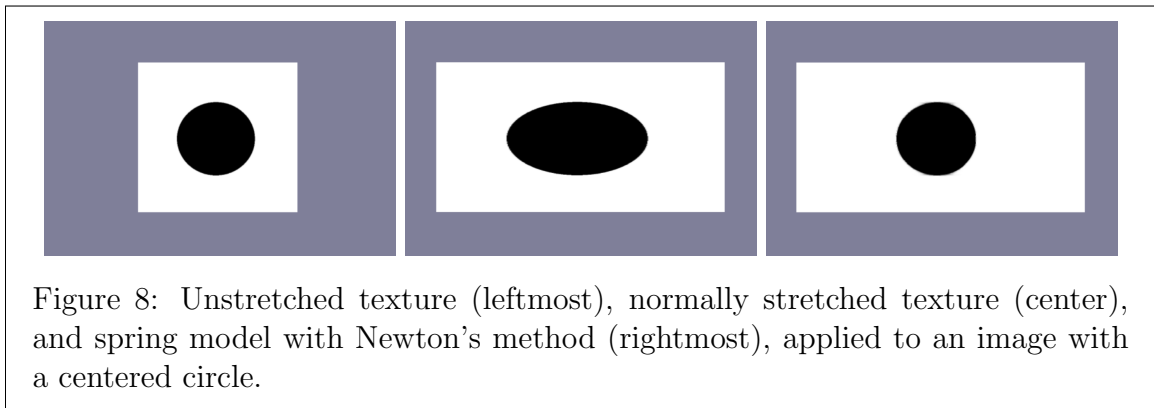 Figure 8: Unstretched texture (leftmost), normally stretched texture (center),
and spring model with Newton's method (rightmost), applied to an image with
a centered circle.